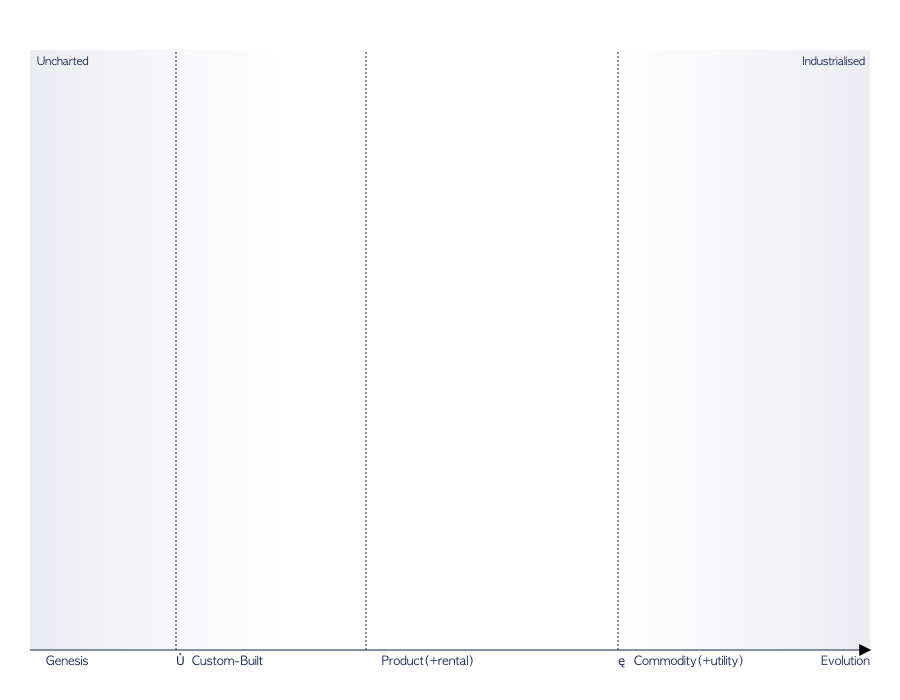 Uncharted
Industrialised
Genesis
Ù Custom-Built
Product(+rental)
ę Commodity(+utility)
Evolution